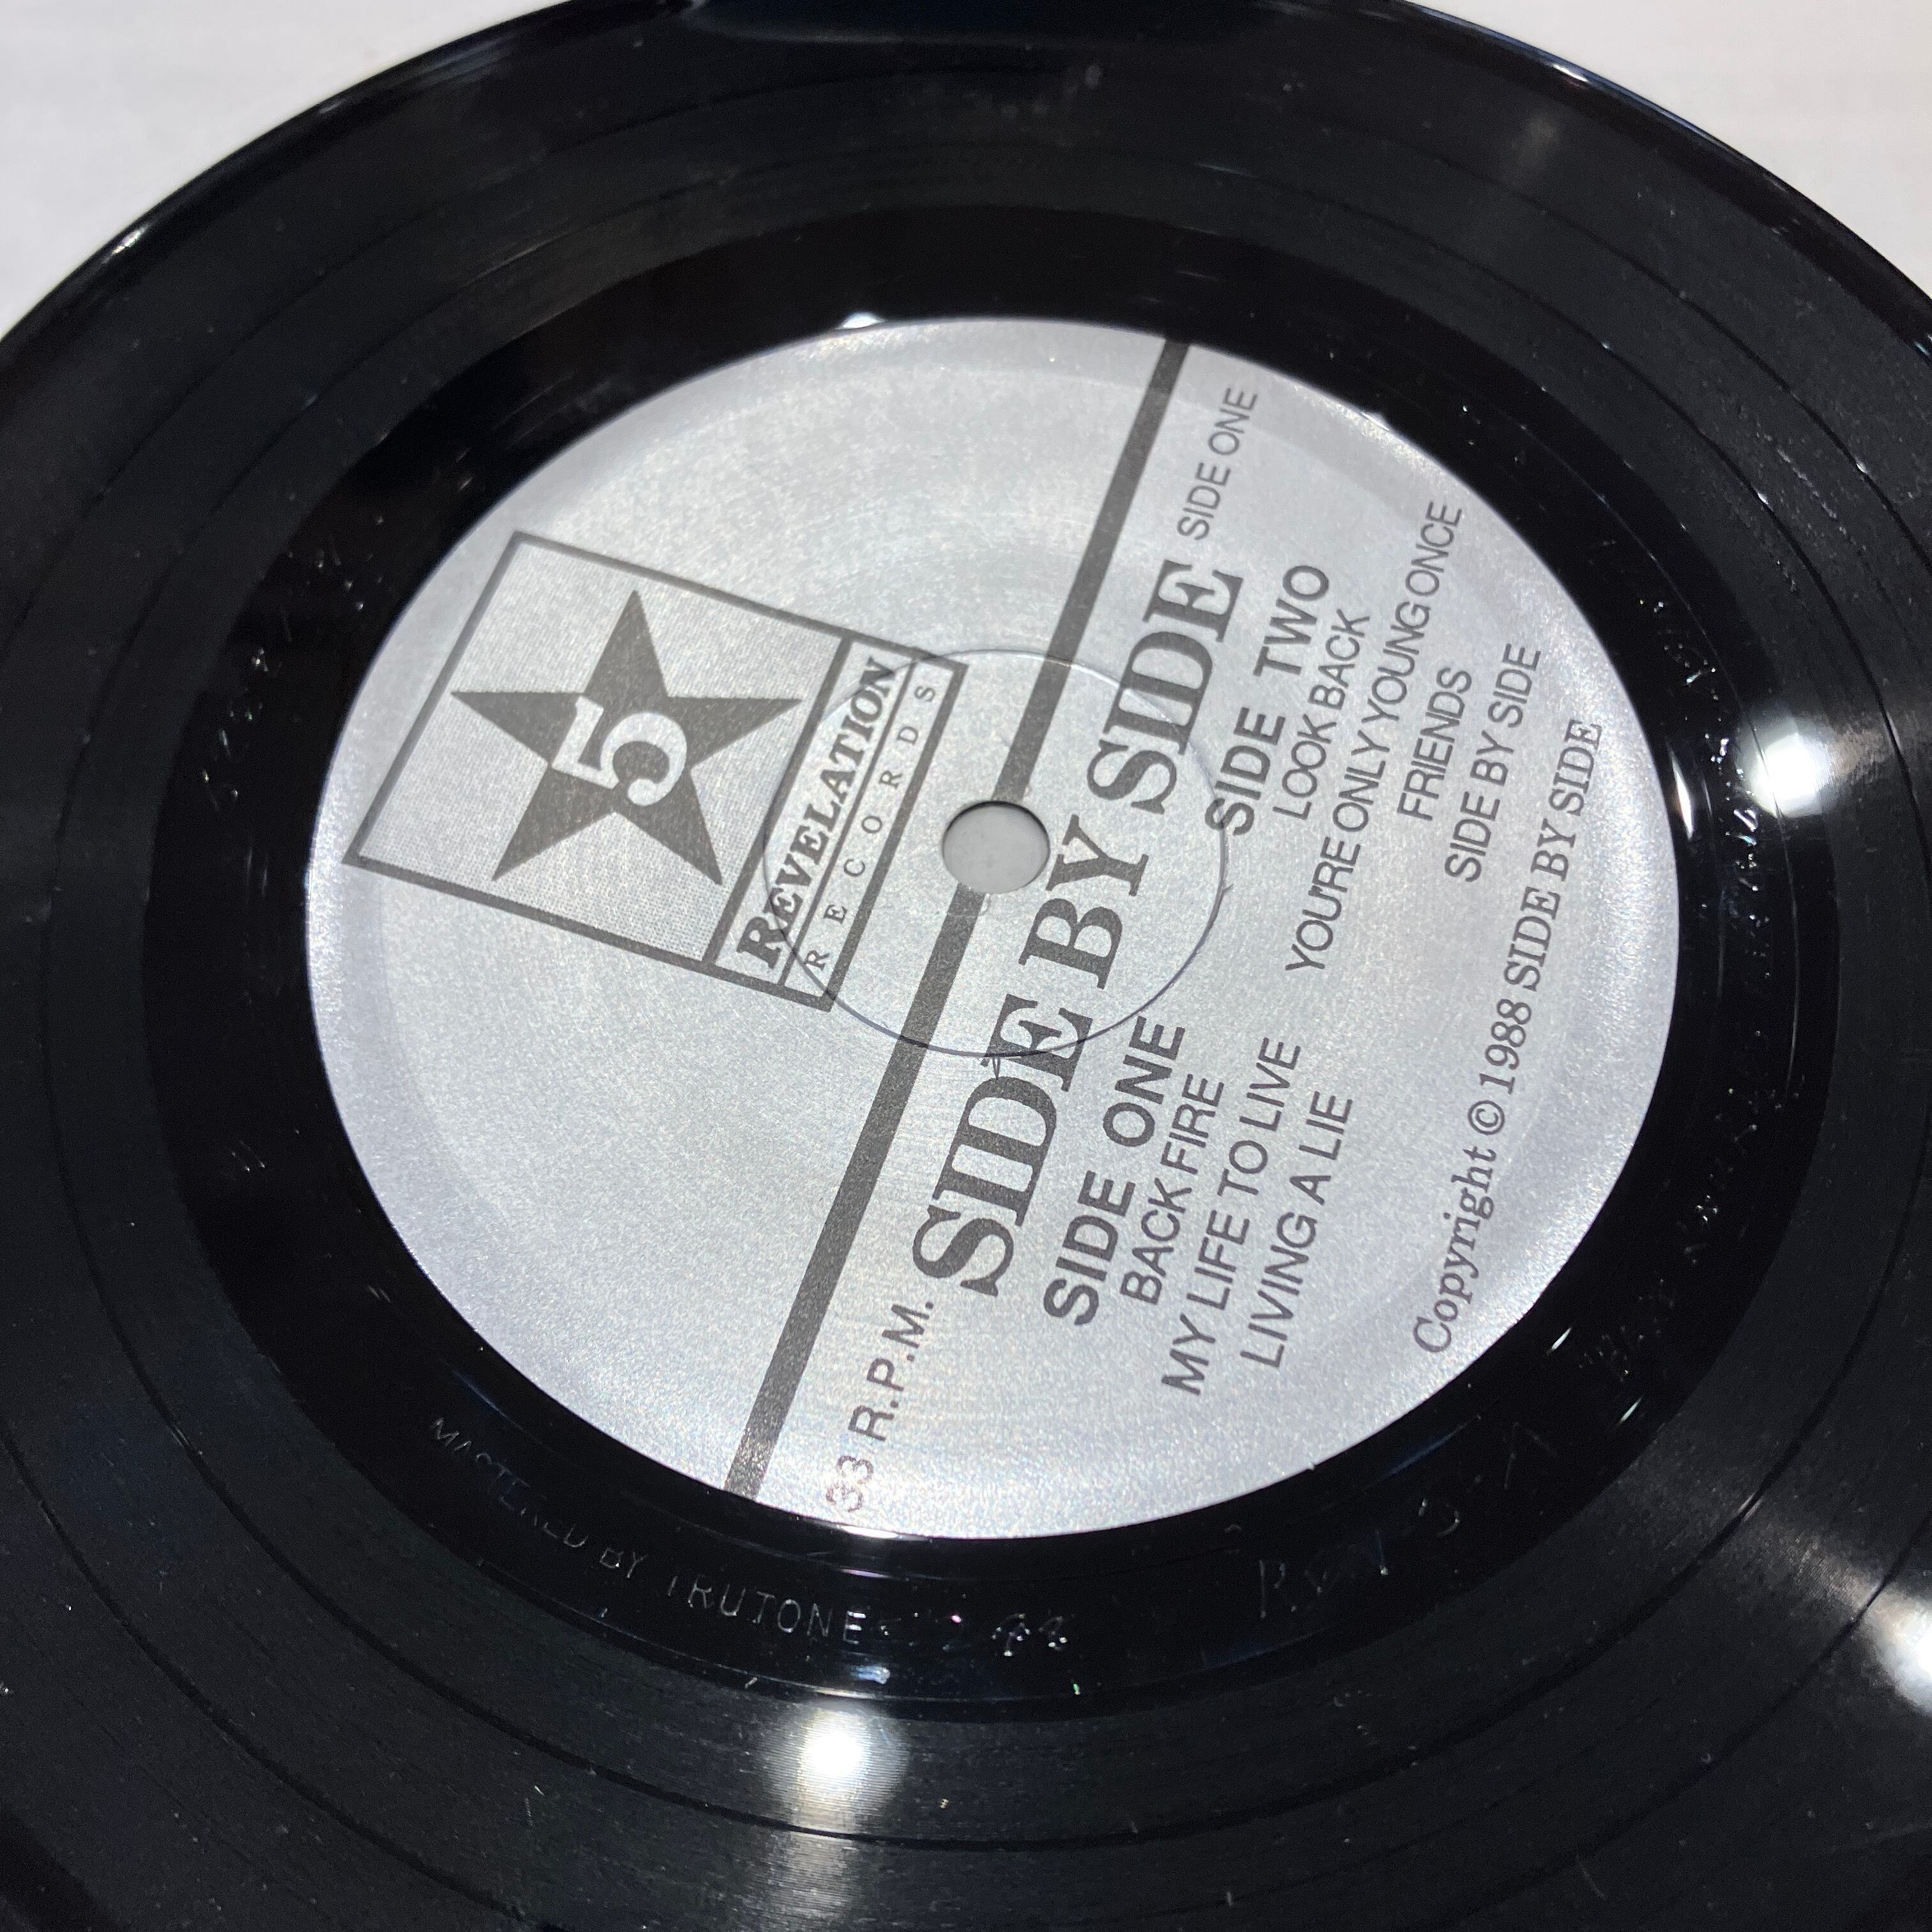 5
REVELATION
RECORDS
33 R.P.M. SIDE BY SIDE SIDE ONE
SIDE ONE
BACK FIRE
MY LIFE TO LIVE
LIVING A LIE
SIDE TWO
LOOK BACK
YOU'RE ONLY YOUNG ONCE
FRIENDS
SIDE BY SIDE
Copyright © 1988 SIDE BY SIDE
MASTERED BY TRUTONE